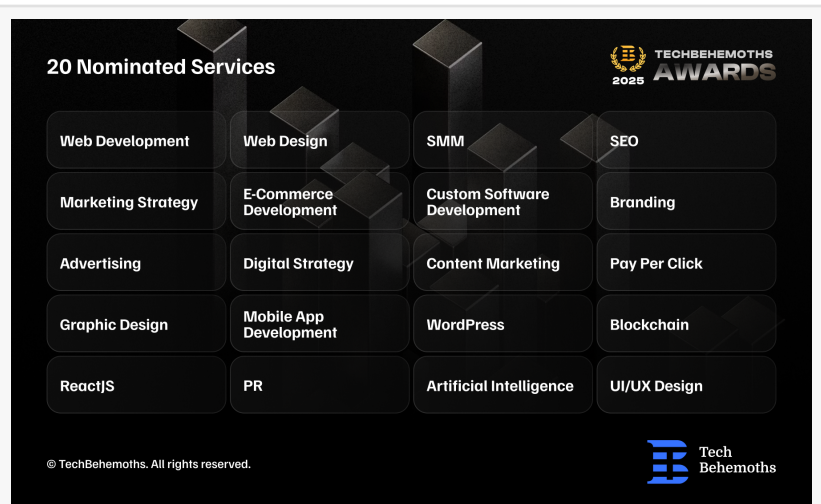 20 Nominated Services
TECHBEHEMOTHS
2025 AWARDS
Web Development
Web Design
SMM
SEO
Marketing Strategy
E-Commerce
Development
Custom Software
Development
Branding
Advertising
Digital Strategy
Content Marketing
Pay Per Click
Graphic Design
Mobile App
Development
WordPress
Blockchain
ReactJS
PR
Artificial Intelligence
UI/UX Design
© TechBehemoths. All rights reserved.
Tech
Behemoths